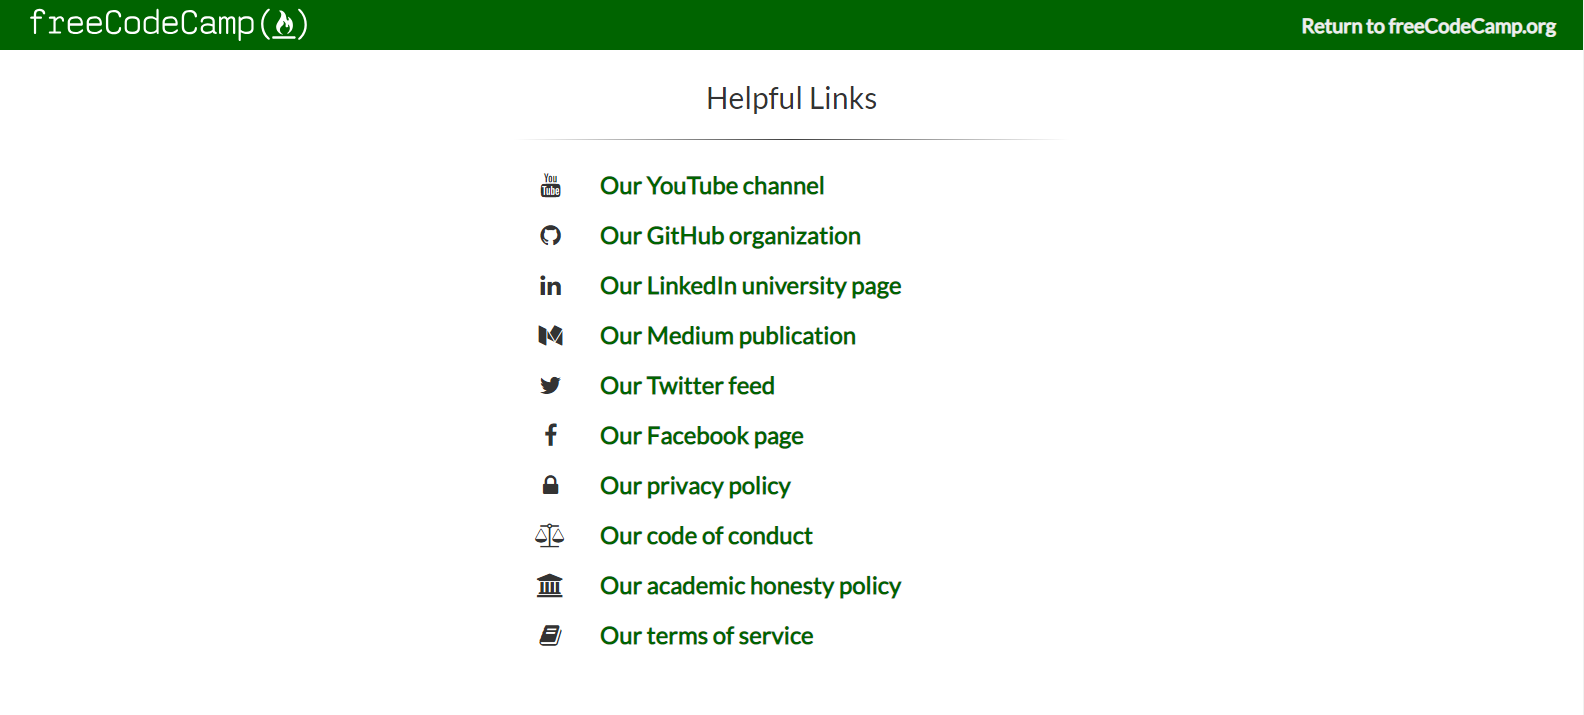 freeCodeCamp(🔥)
Return to freeCodeCamp.org
Helpful Links
You
Tube
Our YouTube channel
Our GitHub organization
in
Our LinkedIn university page
Our Medium publication
Our Twitter feed
f
Our Facebook page
Our privacy policy
Our code of conduct
Our academic honesty policy
Our terms of service